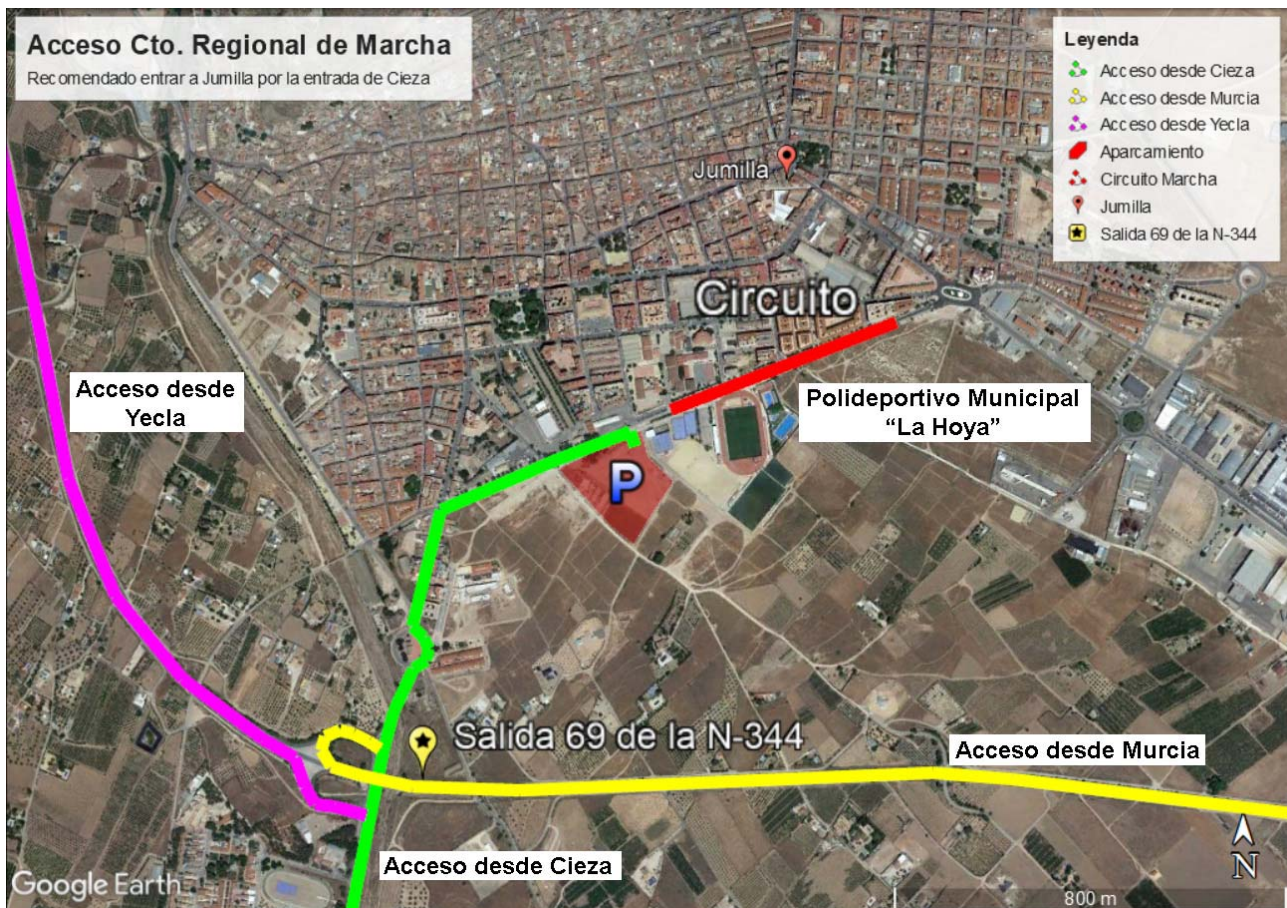 Acceso Cto. Regional de Marcha
Recomendado entrar a Jumilla por la entrada de Cieza
Leyenda
Acceso desde Cieza
Acceso desde Murcia
Acceso desde Yecla
Aparcamiento
Circuito Marcha
Jumilla
Salida 69 de la N-344
Jumilla
Circuito
Acceso desde
Yecla
Polideportivo Municipal
“La Hoya”
P
Salida 69 de la N-344
Acceso desde Murcia
Acceso desde Cieza
Google Earth
N
800 m